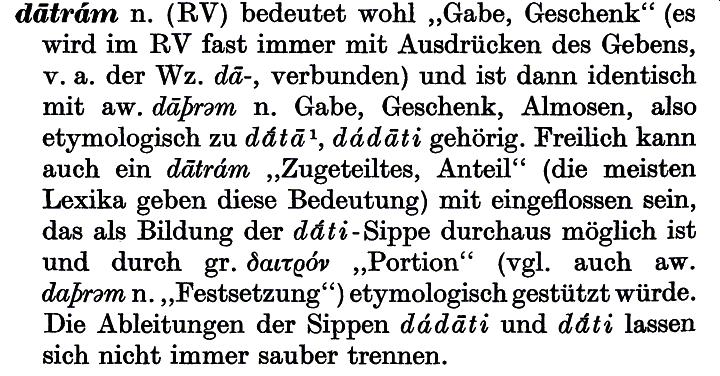 dātrám n. (RV) bedeutet wohl „Gabe, Geschenk“ (es
wird im RV fast immer mit Ausdrücken des Gebens,
v. a. der Wz. dā-, verbunden) und ist dann identisch
mit aw. dāϑrəm n. Gabe, Geschenk, Almosen, also
etymologisch zu dā́tā¹, dádāti gehörig. Freilich kann
auch ein dātrám „Zugeteiltes, Anteil“ (die meisten
Lexika geben diese Bedeutung) mit eingeflossen sein,
das als Bildung der dā́ti-Sippe durchaus möglich ist
und durch gr. δαιτρόν „Portion“ (vgl. auch aw.
daϑrəm n. „Festsetzung“) etymologisch gestützt würde.
Die Ableitungen der Sippen dádāti und dā́ti lassen
sich nicht immer sauber trennen.